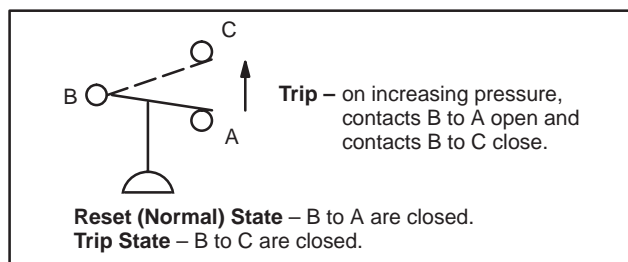 C
B
A
Trip – on increasing pressure,
contacts B to A open and
contacts B to C close.
Reset (Normal) State – B to A are closed.
Trip State – B to C are closed.